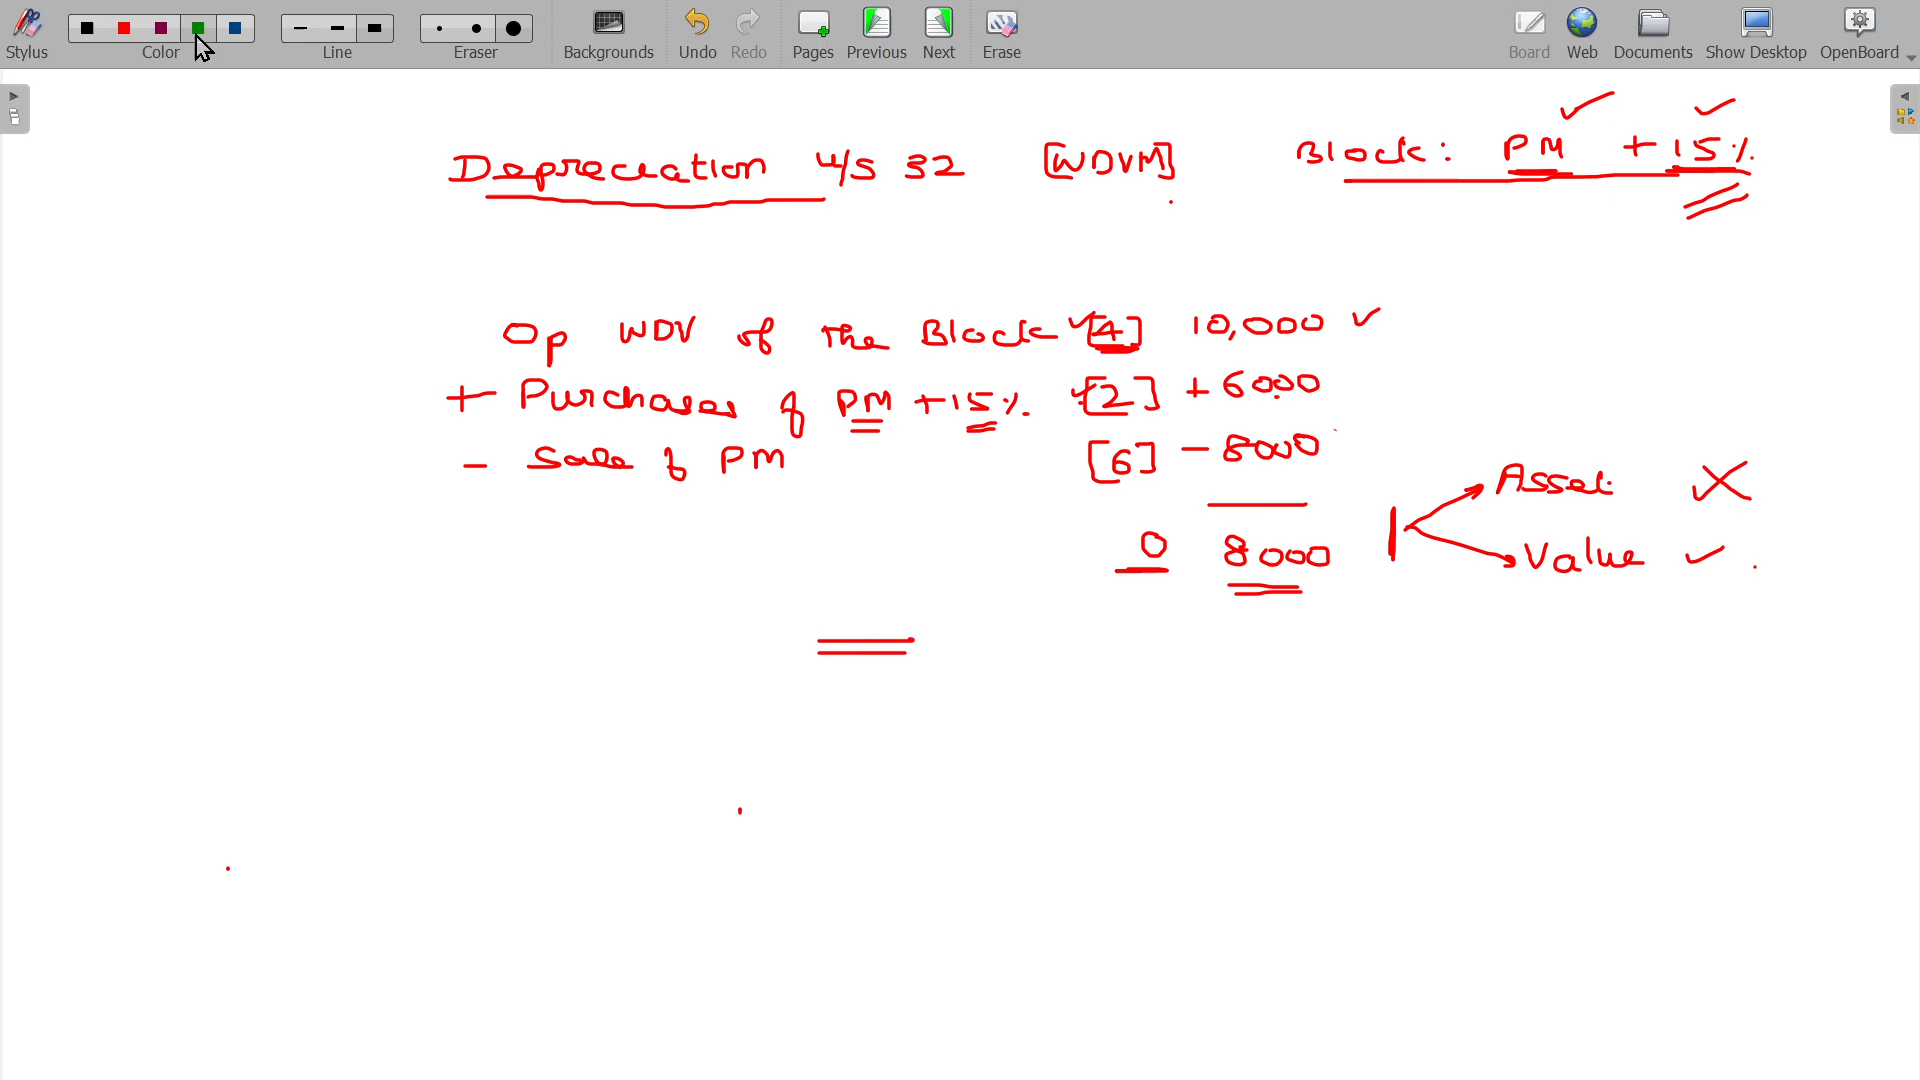 Stylus Color Line Eraser Backgrounds Undo Redo Pages Previous Next Erase Board Web Documents Show Desktop OpenBoard
Depreciation u/s 32 [WDVM] Block: PM + 15%
Op WDV of the Block [4] 10,000
+ Purchases of PM + 15% [2] + 6000
- Sale of PM [6] - 8000
Asset
0 8000
Value